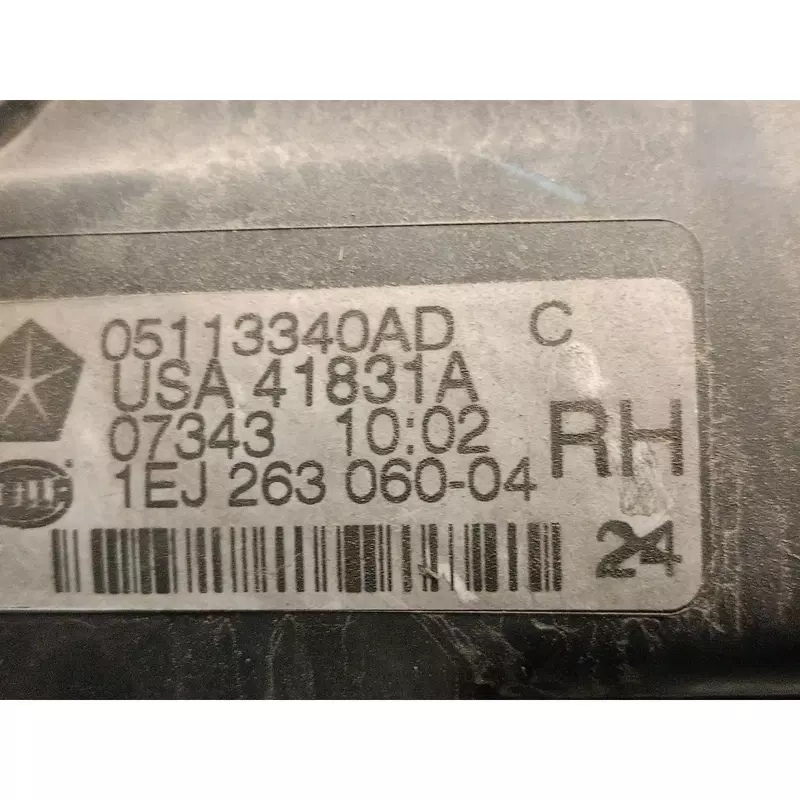 05113340AD C
USA 41831A
07343 10:02 RH
1EJ 263 060-04
24